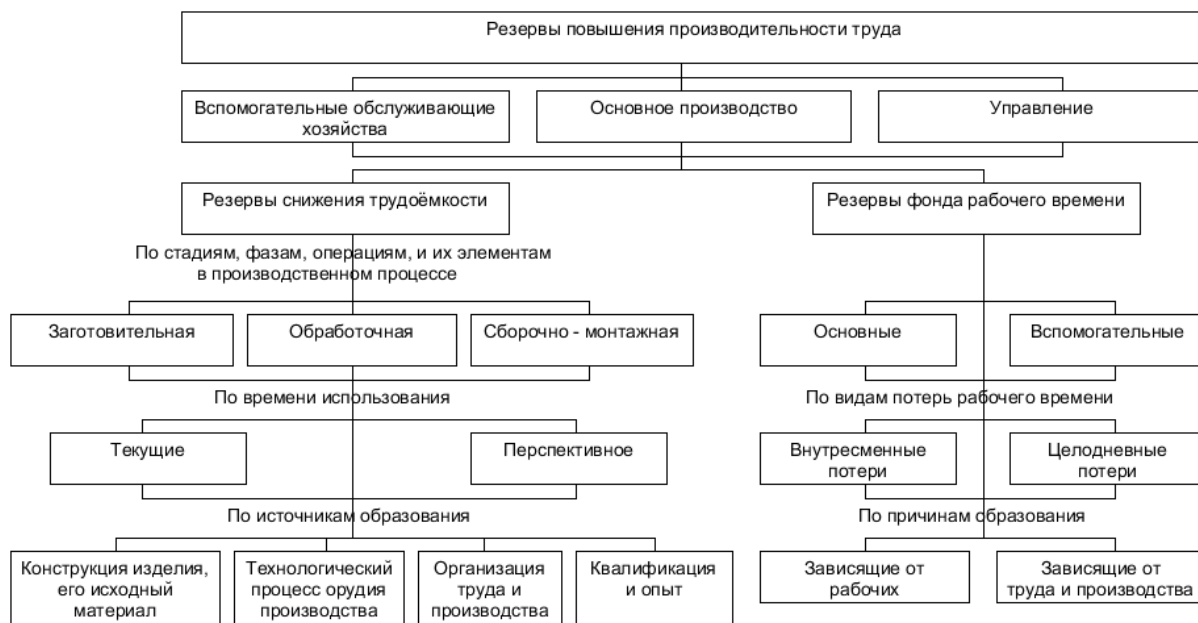 Резервы повышения производительности труда
Вспомогательные обслуживающие
хозяйства
Основное производство
Управление
Резервы снижения трудоёмкости
Резервы фонда рабочего времени
По стадиям, фазам, операциям, и их элементам
в производственном процессе
Заготовительная
Обработочная
Сборочно - монтажная
Основные
Вспомогательные
По времени использования
По видам потерь рабочего времени
Текущие
Перспективное
Внутресменные
потери
Целодневные
потери
По источникам образования
По причинам образования
Конструкция изделия,
его исходный
материал
Технологический
процесс орудия
производства
Организация
труда и
производства
Квалификация
и опыт
Зависящие от
рабочих
Зависящие от
труда и производства